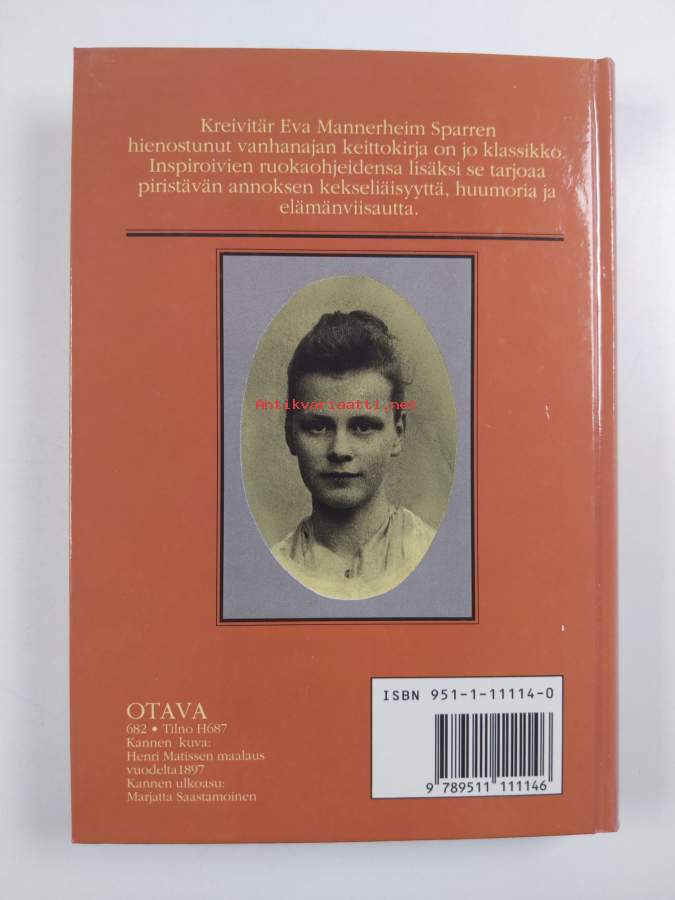 Kreivitär Eva Mannerheim Sparren
hienostunut vanhanajan keittokirja on jo klassikko.
Inspiroivien ruokaohjeidensa lisäksi se tarjoaa
piristävän annoksen kekseliäisyyttä, huumoria ja
elämänviisautta.
Antikvariaatti.net
ISBN 951-1-11114-0
9 789511 111146
OTAVA
682 • Tilno H687
Kannen kuva:
Henri Matissen maalaus
vuodelta1897
Kannen ulkoasu:
Marjatta Saastamoinen